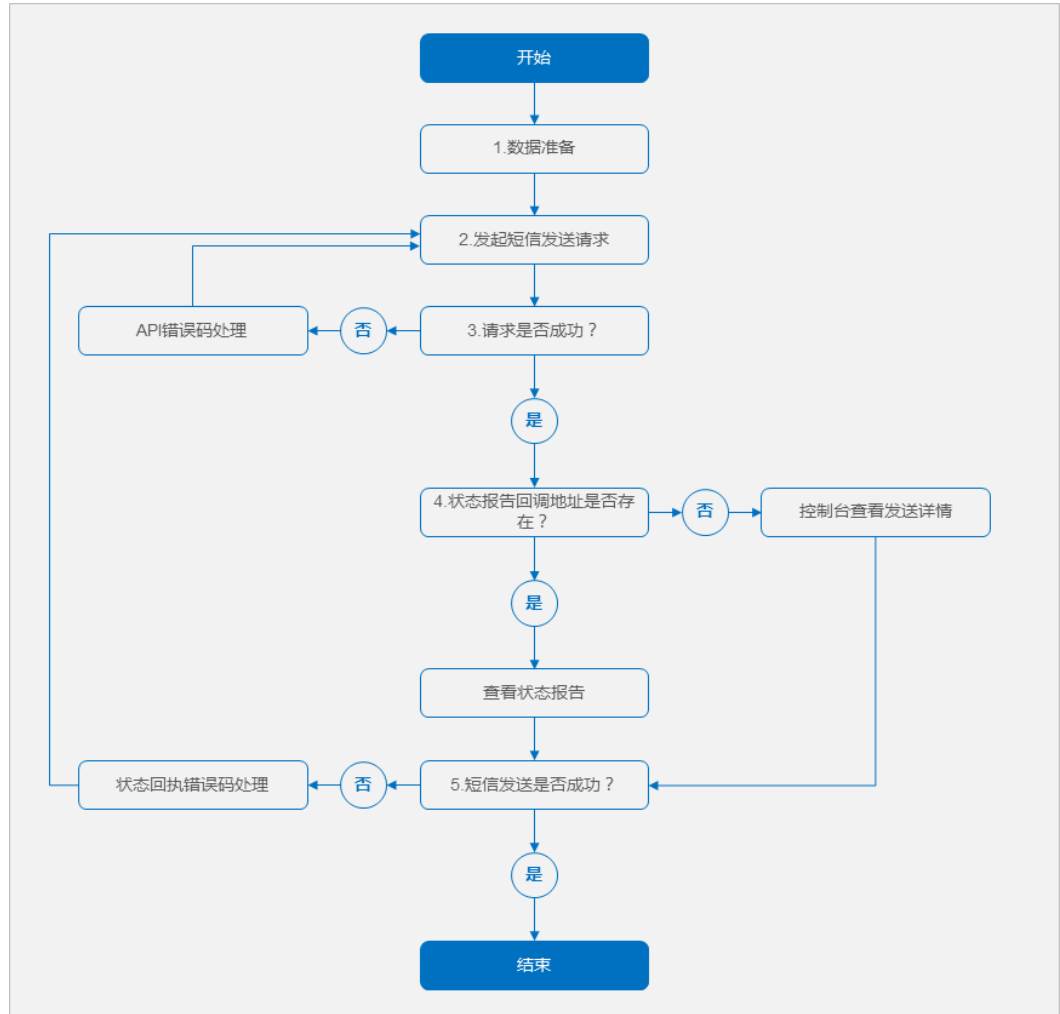 开始
1.数据准备
2.发起短信发送请求
API错误码处理
否
3.请求是否成功？
是
4.状态报告回调地址是否存
在？
否
控制台查看发送详情
是
查看状态报告
状态回执错误码处理
否
5.短信发送是否成功？
是
结束